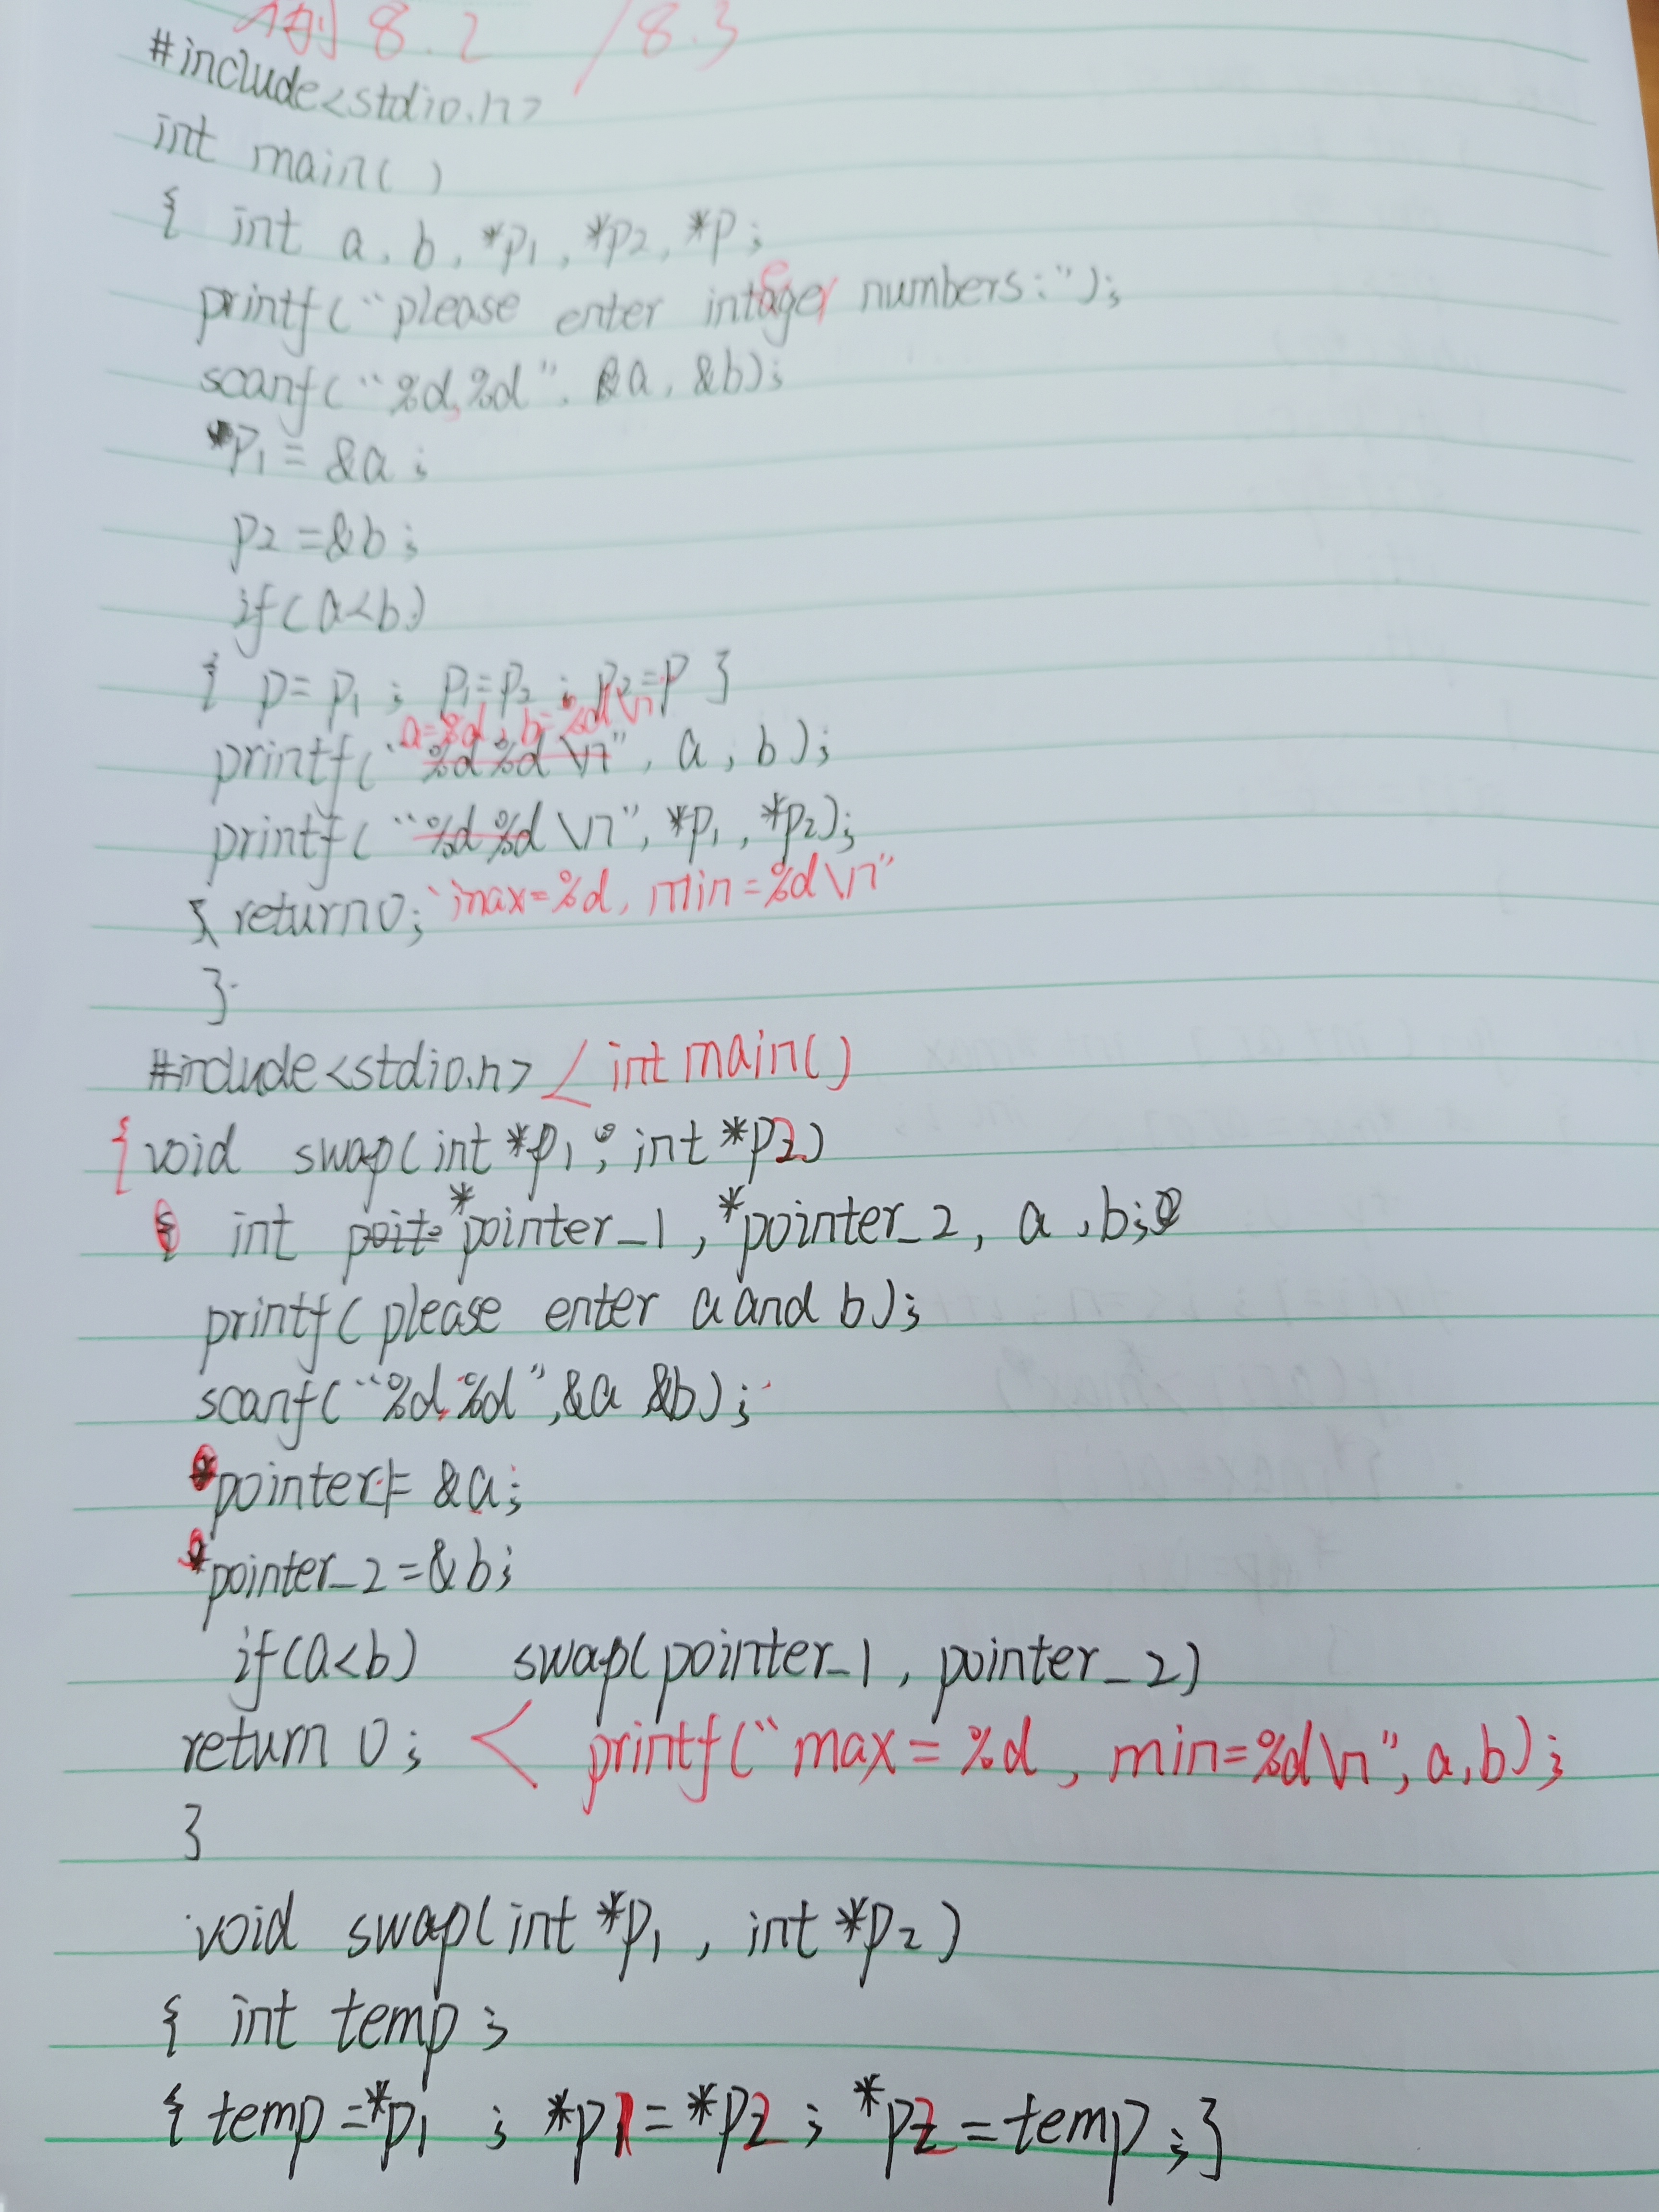 例 8.2 / 8.3
#include<stdio.h>
int main( )
{ int a, b, *p1, *p2, *p;
printf("please enter integer numbers:");
scanf("%d,%d", &a, &b);
*p1 = &a;
p2 = &b;
if(a<b)
{ p = p1 ; p1=p2 ; p2=p }
a=%d, b=%d\n
printf("%d%d \n", a, b);
printf("%d%d \n", *p1, *p2);
"max=%d, min=%d\n"
return 0;
}
#include<stdio.h> int main()
{void swap(int *p1, int *p2)
int *pointer_1, *pointer_2, a, b;
printf(please enter a and b);
scanf("%d,%d",&a &b);
*pointer_1= &a;
*pointer_2=&b;
if(a<b) swap(pointer_1, pointer_2)
return 0; < printf("max=%d, min=%d\n", a,b);
}
void swap(int *p1, int *p2)
{ int temp;
{ temp=*p1 ; *p1=*p2 ; *p2=temp;}